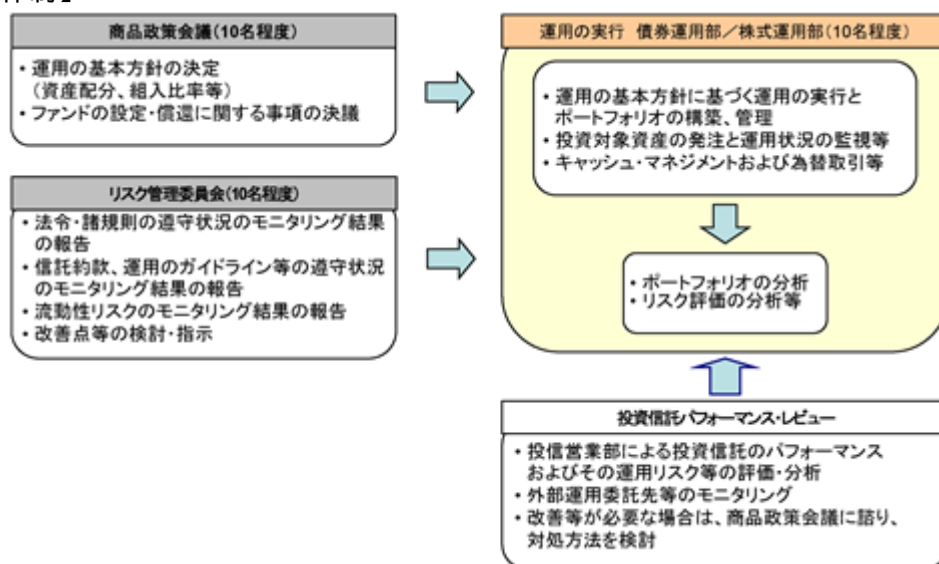 商品政策会議(10名程度)
・運用の基本方針の決定
（資産配分、組入比率等）
・ファンドの設定・償還に関する事項の決議
リスク管理委員会(10名程度)
・法令・諸規則の遵守状況のモニタリング結果
の報告
・信託約款、運用のガイドライン等の遵守状況
のモニタリング結果の報告
・流動性リスクのモニタリング結果の報告
・改善点等の検討・指示
運用の実行 債券運用部／株式運用部(10名程度)
・運用の基本方針に基づく運用の実行と
ポートフォリオの構築、管理
・投資対象資産の発注と運用状況の監視等
・キャッシュ・マネジメントおよび為替取引等
・ポートフォリオの分析
・リスク評価の分析等
投資信託パフォーマンス・レビュー
・投信営業部による投資信託のパフォーマンス
およびその運用リスク等の評価・分析
・外部運用委託先等のモニタリング
・改善等が必要な場合は、商品政策会議に諮り、
対処方法を検討